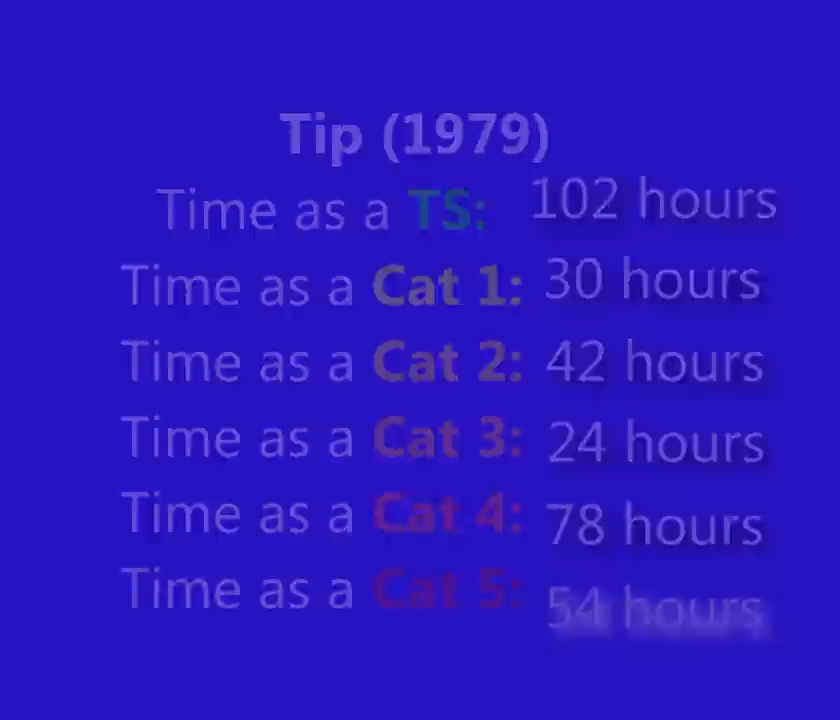 Tip (1979)
Time as a TS: 102 hours
Time as a Cat 1: 30 hours
Time as a Cat 2: 42 hours
Time as a Cat 3: 24 hours
Time as a Cat 4: 78 hours
Time as a Cat 5: 54 hours